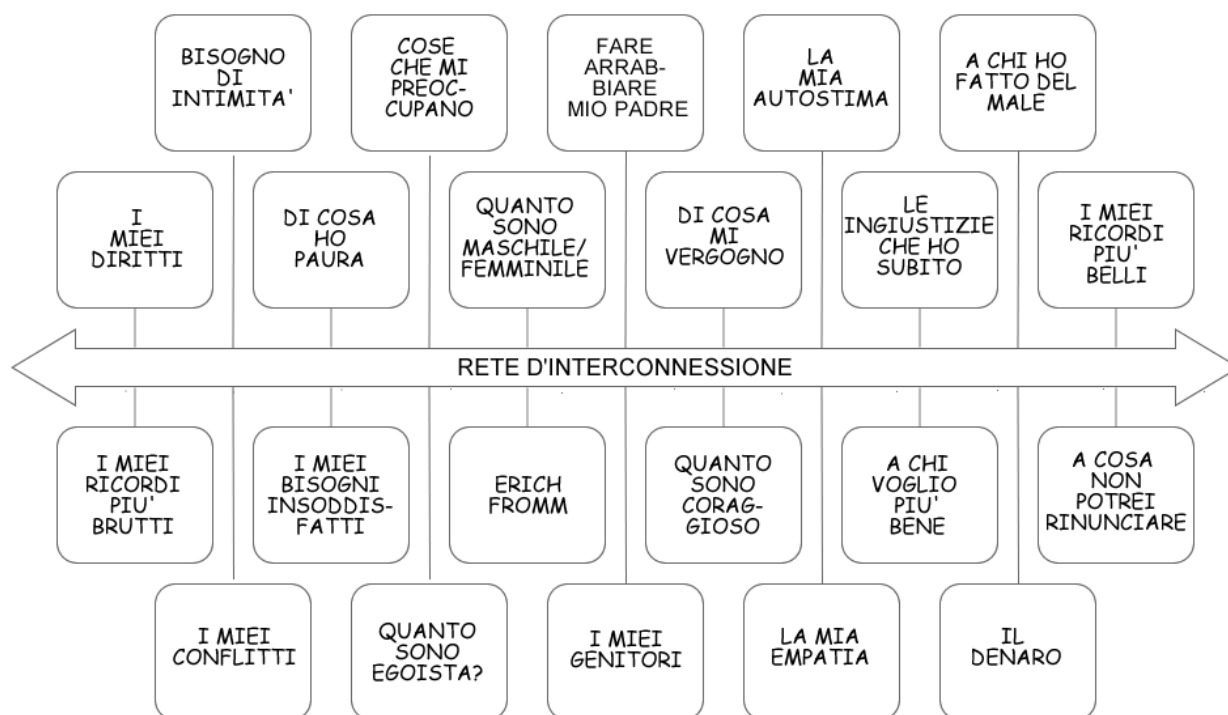 BISOGNO
DI
INTIMITA'
COSE
CHE MI
PREOC-
CUPANO
FARE
ARRAB-
BIARE
MIO PADRE
LA
MIA
AUTOSTIMA
A CHI HO
FATTO DEL
MALE
I
MIEI
DIRITTI
DI COSA
HO
PAURA
QUANTO
SONO
MASCHILE/
FEMMINILE
DI COSA
MI
VERGOGNO
LE
INGIUSTIZIE
CHE HO
SUBITO
I MIEI
RICORDI
PIU'
BELLI
RETE D'INTERCONNESSIONE
I MIEI
RICORDI
PIU'
BRUTTI
I MIEI
BISOGNI
INSODDIS-
FATTI
ERICH
FROMM
QUANTO
SONO
CORAG-
GIOSO
A CHI
VOGLIO
PIU'
BENE
A COSA
NON
POTREI
RINUNCIARE
I MIEI
CONFLITTI
QUANTO
SONO
EGOISTA?
I MIEI
GENITORI
LA MIA
EMPATIA
IL
DENARO